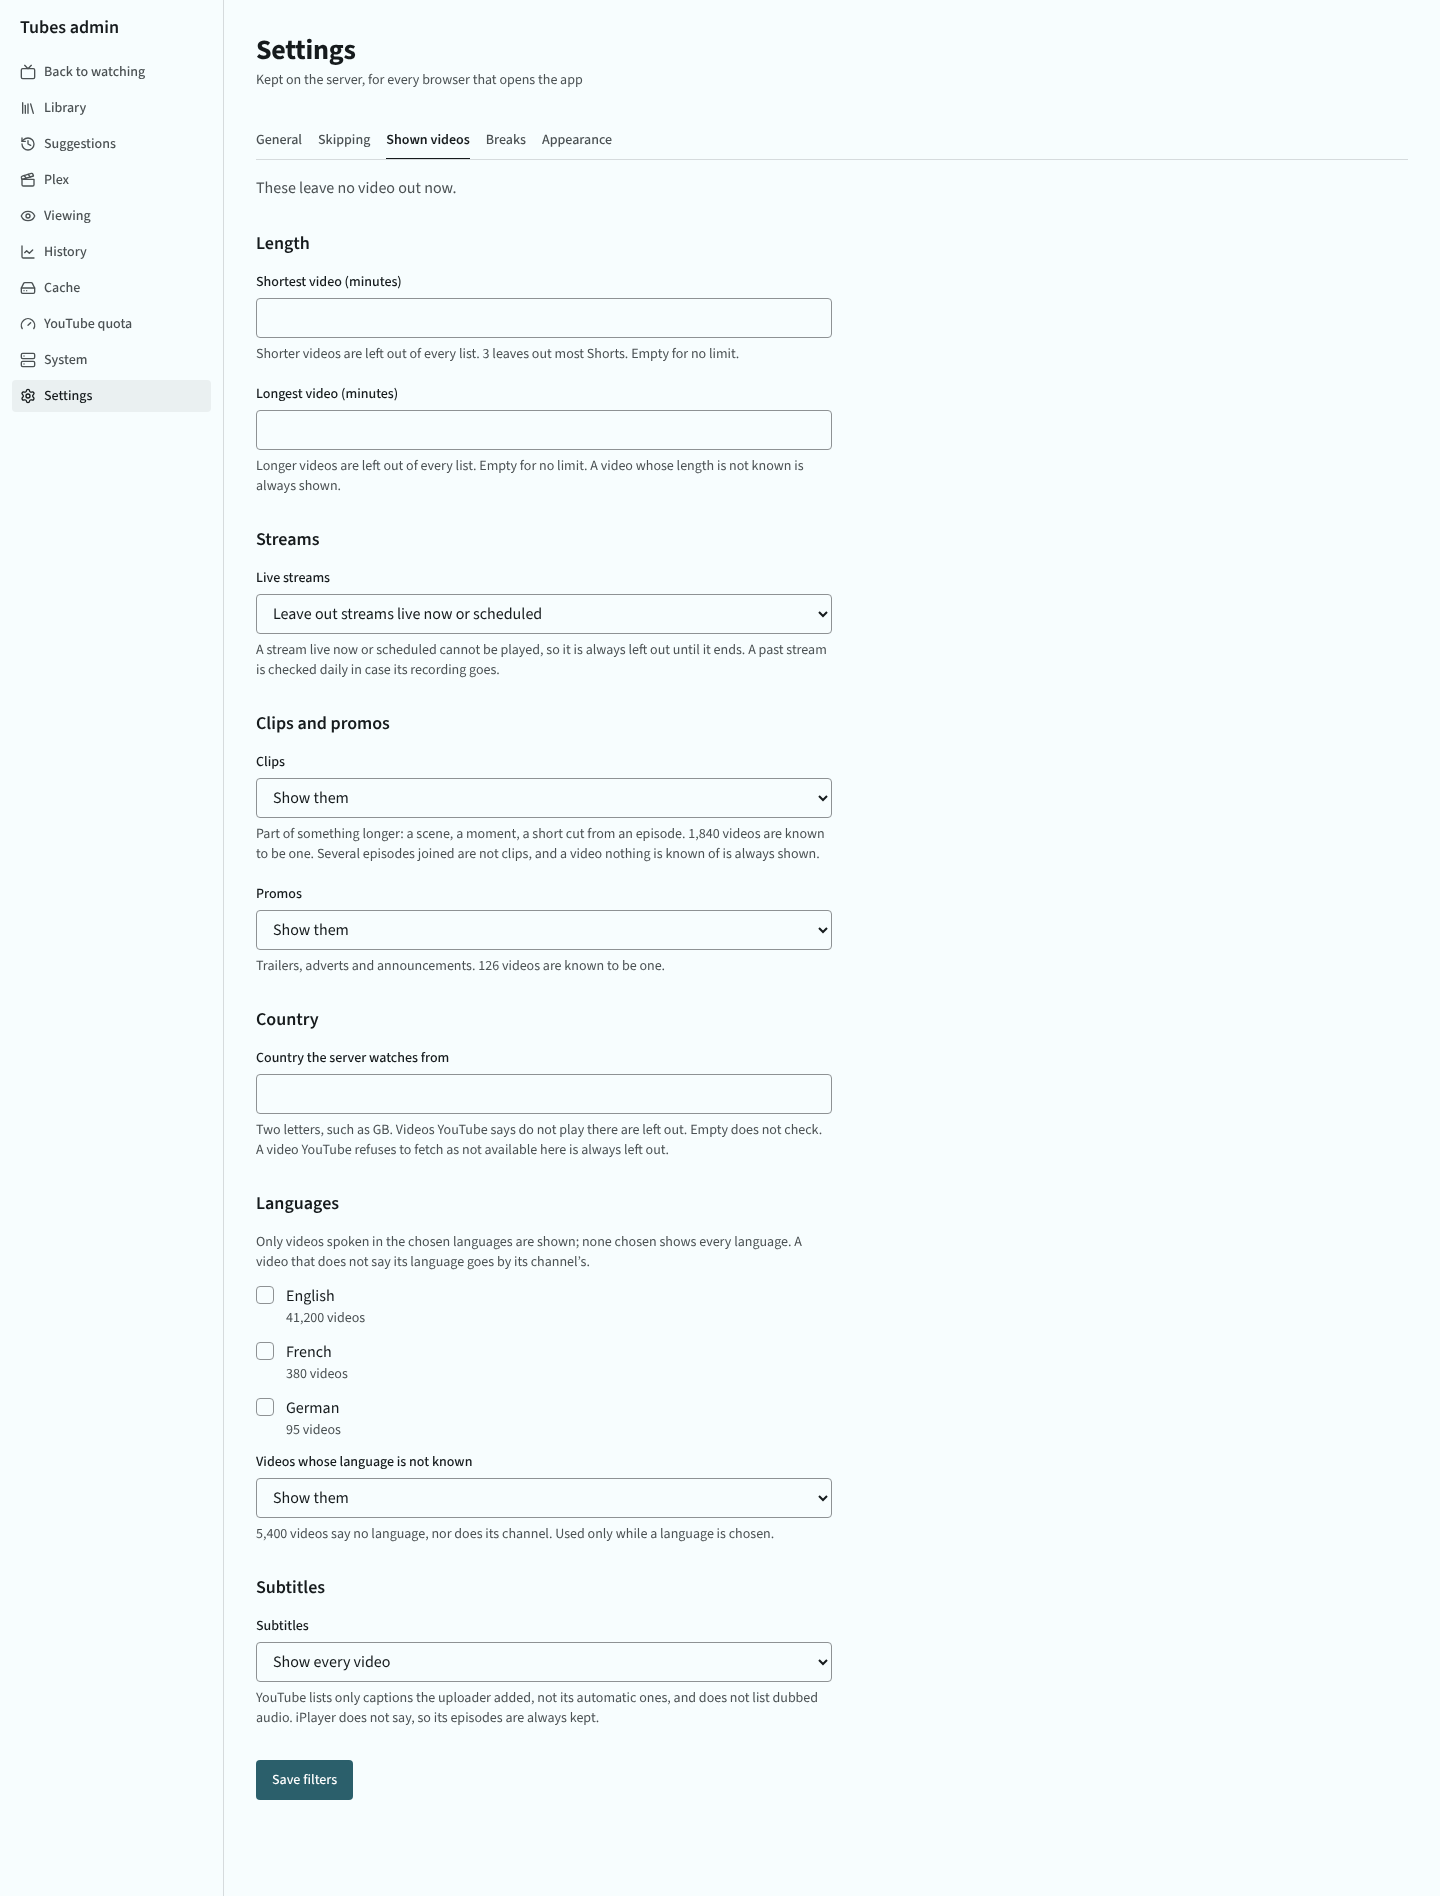 Tubes admin
Back to watching
Library
Suggestions
Plex
Viewing
History
Cache
YouTube quota
System
Settings
Settings
Kept on the server, for every browser that opens the app
General Skipping Shown videos Breaks Appearance
These leave no video out now.
Length
Shortest video (minutes)
Shorter videos are left out of every list. 3 leaves out most Shorts. Empty for no limit.
Longest video (minutes)
Longer videos are left out of every list. Empty for no limit. A video whose length is not known is
always shown.
Streams
Live streams
Leave out streams live now or scheduled
A stream live now or scheduled cannot be played, so it is always left out until it ends. A past stream
is checked daily in case its recording goes.
Clips and promos
Clips
Show them
Part of something longer: a scene, a moment, a short cut from an episode. 1,840 videos are known
to be one. Several episodes joined are not clips, and a video nothing is known of is always shown.
Promos
Show them
Trailers, adverts and announcements. 126 videos are known to be one.
Country
Country the server watches from
Two letters, such as GB. Videos YouTube says do not play there are left out. Empty does not check.
A video YouTube refuses to fetch as not available here is always left out.
Languages
Only videos spoken in the chosen languages are shown; none chosen shows every language. A
video that does not say its language goes by its channel's.
English
41,200 videos
French
380 videos
German
95 videos
Videos whose language is not known
Show them
5,400 videos say no language, nor does its channel. Used only while a language is chosen.
Subtitles
Subtitles
Show every video
YouTube lists only captions the uploader added, not its automatic ones, and does not list dubbed
audio. iPlayer does not say, so its episodes are always kept.
Save filters